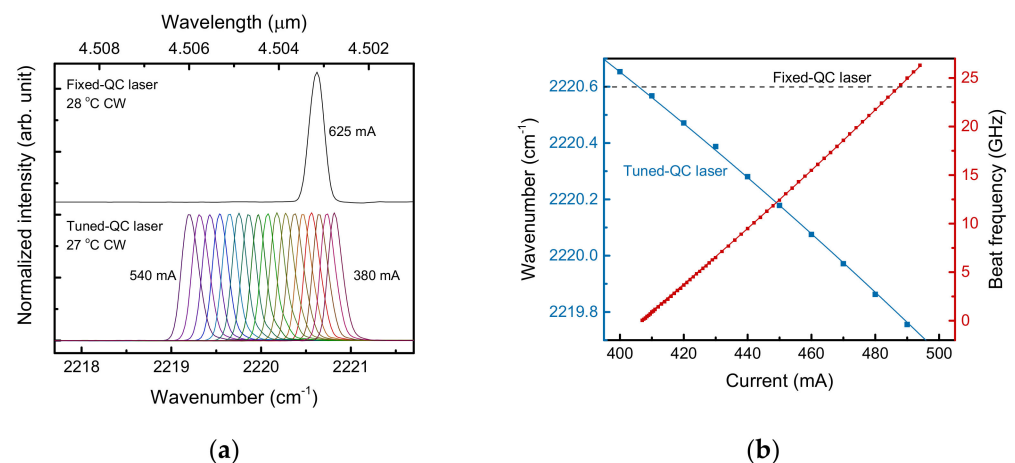 Wavelength (μm)
4.508 4.506 4.504 4.502
Normalized intensity (arb. unit)
Fixed-QC laser
28 °C CW
625 mA
Tuned-QC laser
27 °C CW
540 mA
380 mA
2218 2219 2220 2221
Wavenumber (cm⁻¹)
(a)
Wavenumber (cm⁻¹)
2220.6
2220.4
2220.2
2220.0
2219.8
Fixed-QC laser
Tuned-QC laser
25
20
15
10
5
0
Beat frequency (GHz)
400 420 440 460 480 500
Current (mA)
(b)